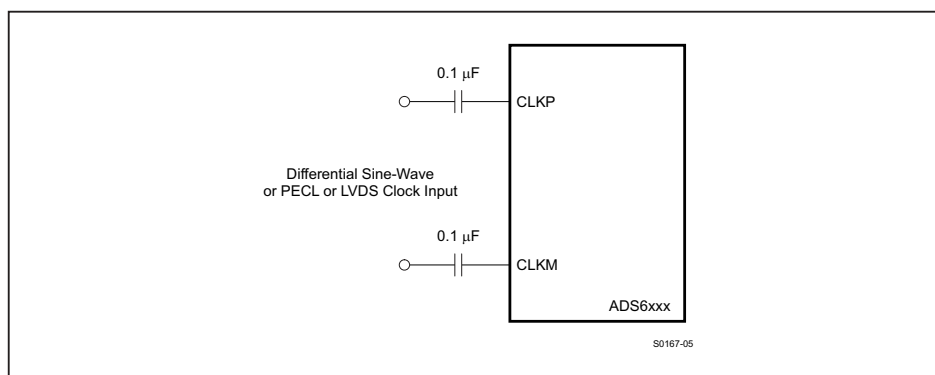 0.1 μF
CLKP
Differential Sine-Wave
or PECL or LVDS Clock Input
0.1 μF
CLKM
ADS6xxx
S0167-05